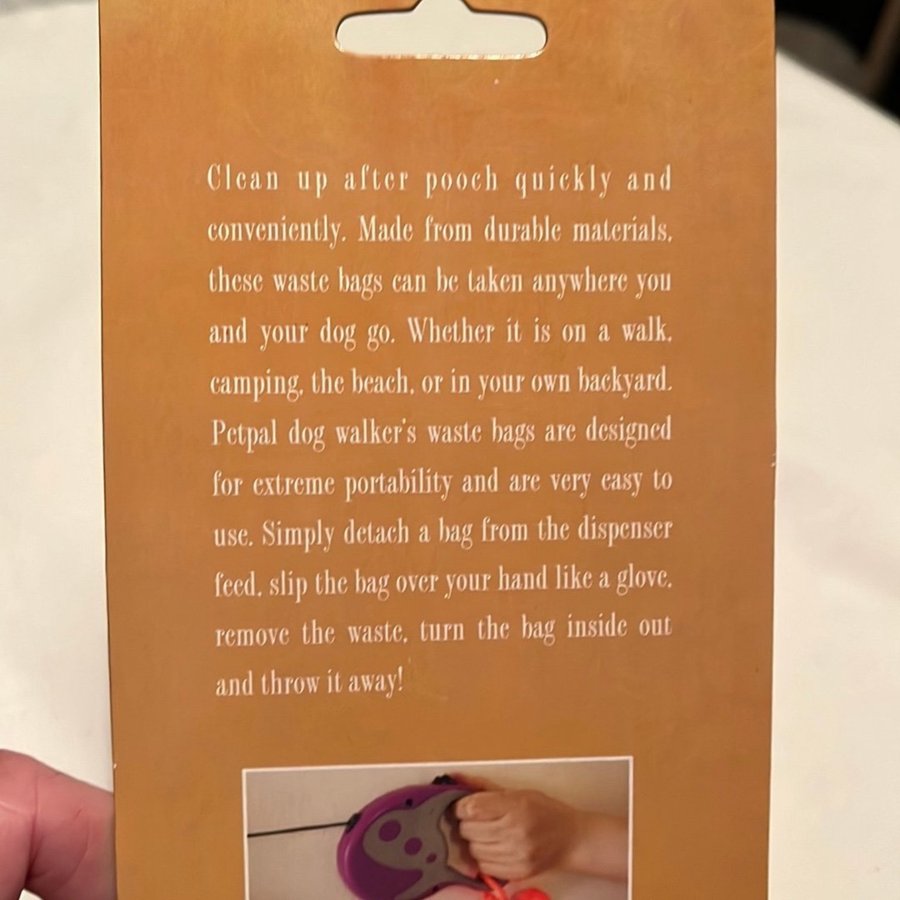 Clean up after pooch quickly and
conveniently. Made from durable materials,
these waste bags can be taken anywhere you
and your dog go. Whether it is on a walk,
camping, the beach, or in your own backyard.
Petpal dog walker's waste bags are designed
for extreme portability and are very easy to
use. Simply detach a bag from the dispenser
feed, slip the bag over your hand like a glove,
remove the waste, turn the bag inside out
and throw it away!